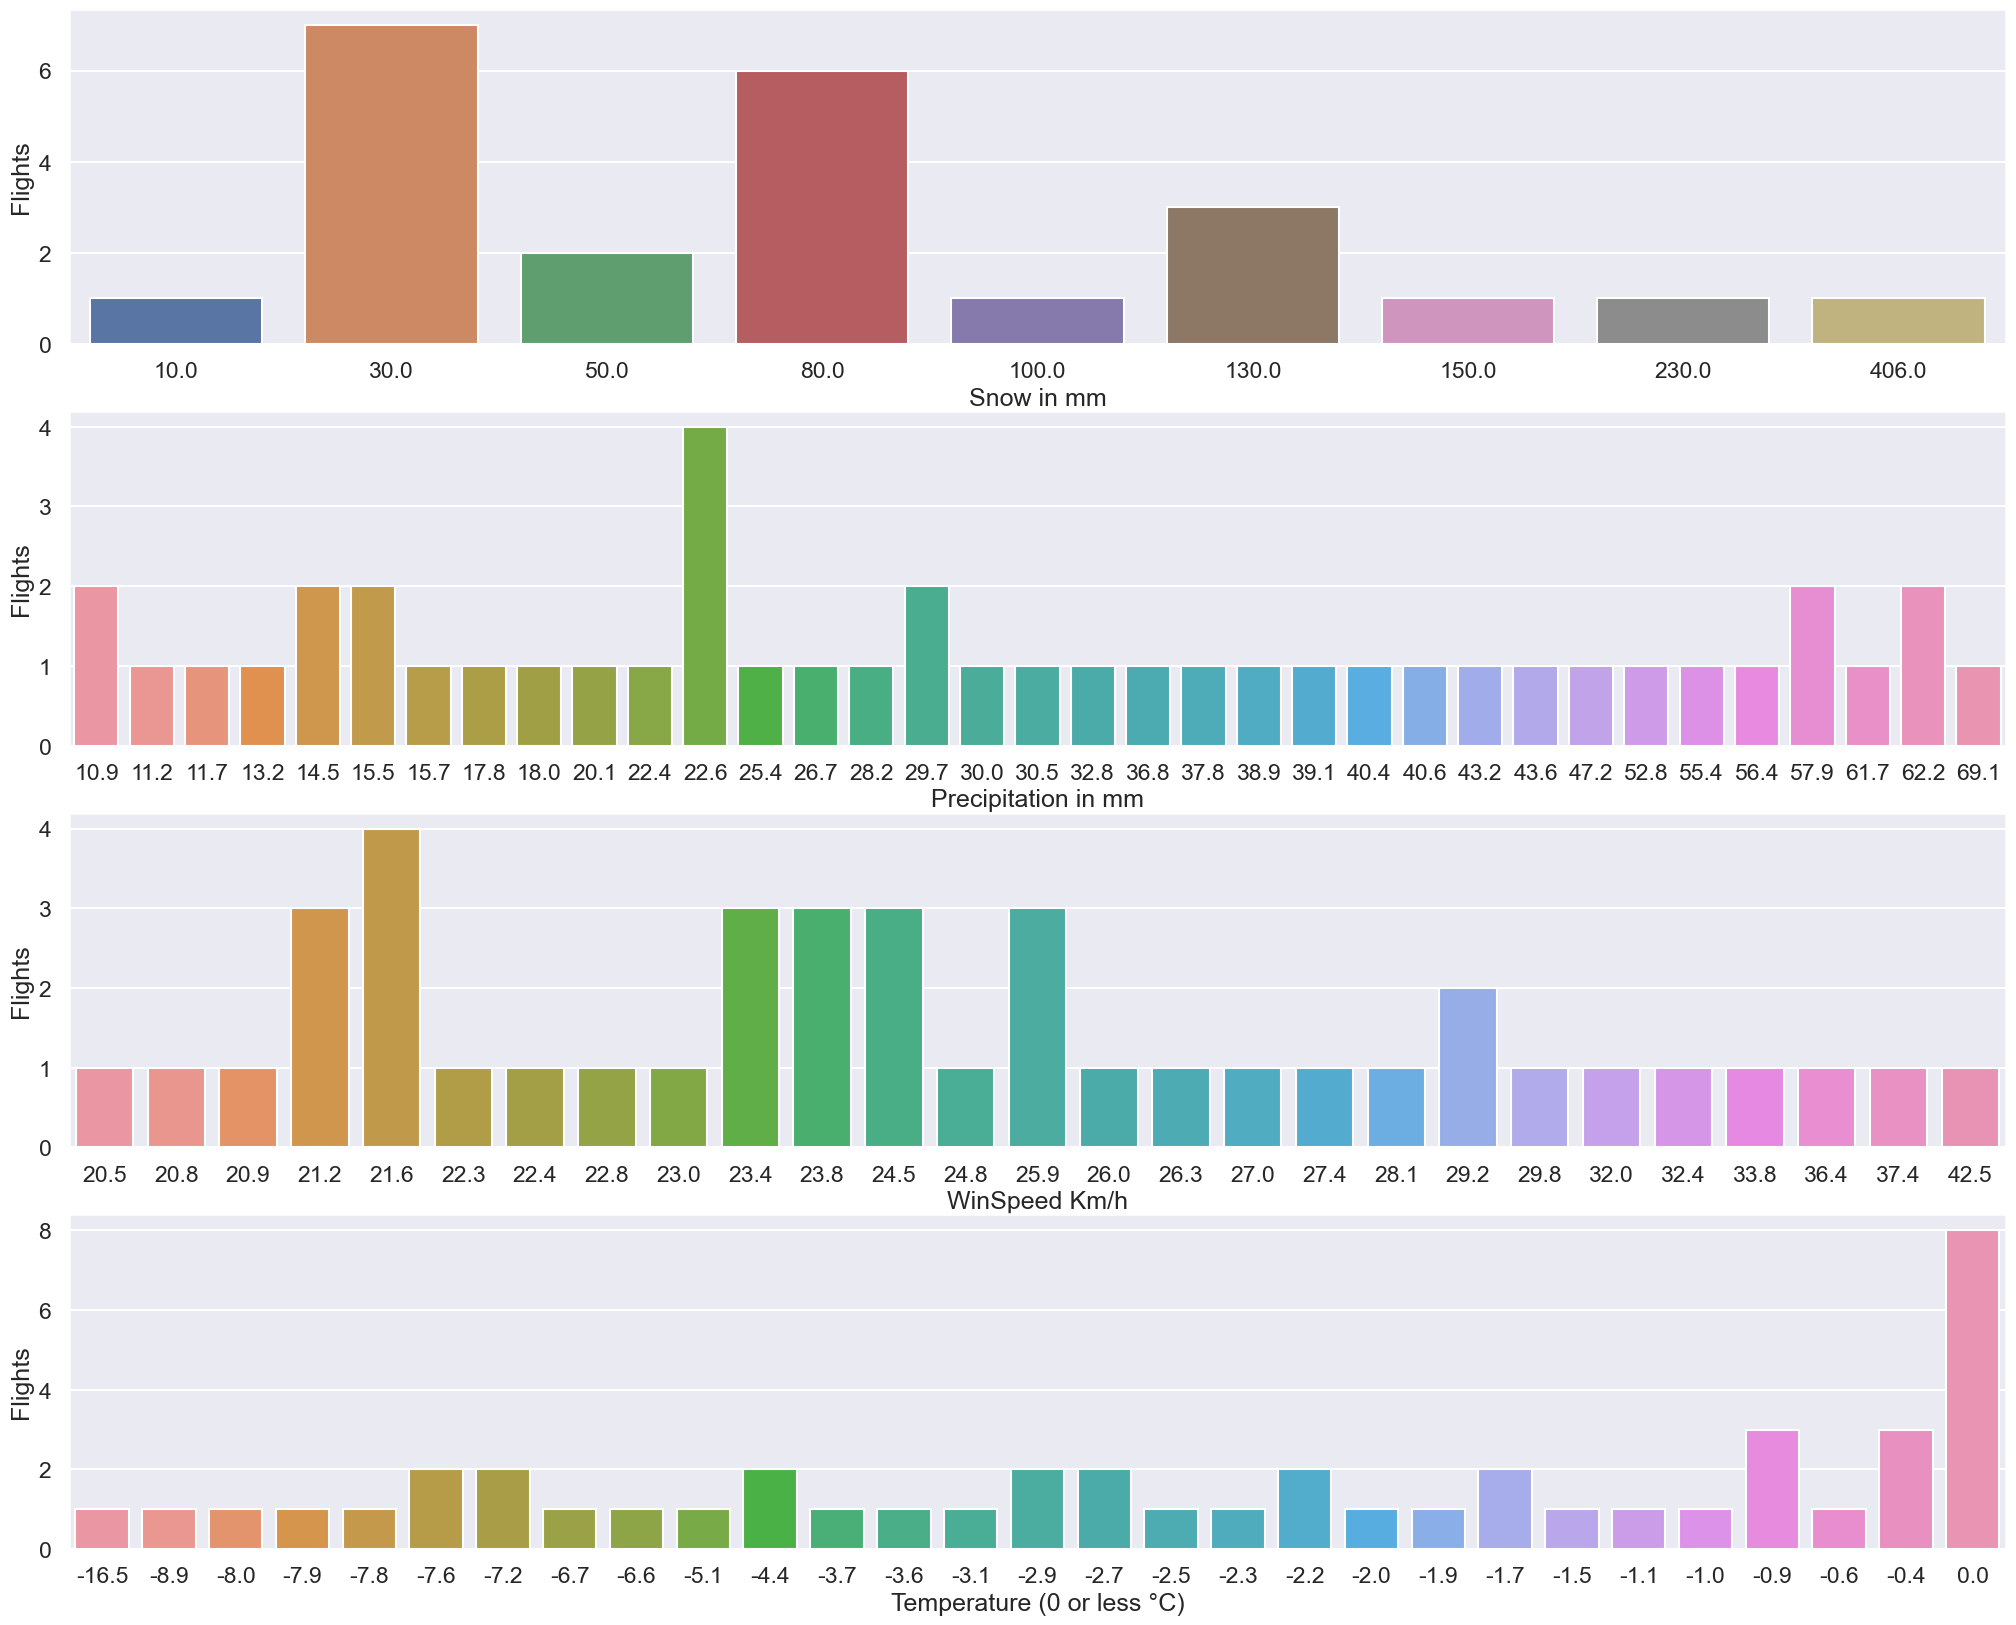 6
4
2
0
Flights
10.0 30.0 50.0 80.0 100.0 130.0 150.0 230.0 406.0
Snow in mm
4
3
2
1
0
Flights
10.9 11.2 11.7 13.2 14.5 15.5 15.7 17.8 18.0 20.1 22.4 22.6 25.4 26.7 28.2 29.7 30.0 30.5 32.8 36.8 37.8 38.9 39.1 40.4 40.6 43.2 43.6 47.2 52.8 55.4 56.4 57.9 61.7 62.2 69.1
Precipitation in mm
4
3
2
1
0
Flights
20.5 20.8 20.9 21.2 21.6 22.3 22.4 22.8 23.0 23.4 23.8 24.5 24.8 25.9 26.0 26.3 27.0 27.4 28.1 29.2 29.8 32.0 32.4 33.8 36.4 37.4 42.5
WinSpeed Km/h
8
6
4
2
0
Flights
-16.5 -8.9 -8.0 -7.9 -7.8 -7.6 -7.2 -6.7 -6.6 -5.1 -4.4 -3.7 -3.6 -3.1 -2.9 -2.7 -2.5 -2.3 -2.2 -2.0 -1.9 -1.7 -1.5 -1.1 -1.0 -0.9 -0.6 -0.4 0.0
Temperature (0 or less °C)